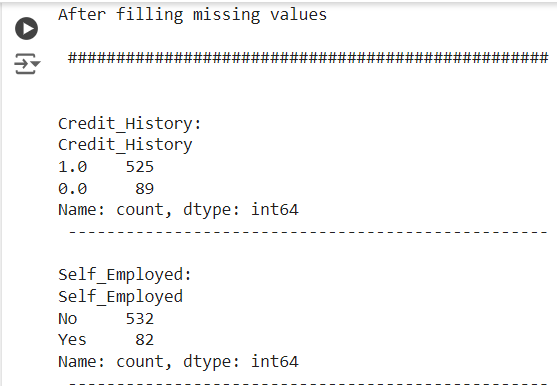 After filling missing values
##################################################
Credit_History:
Credit_History
1.0    525
0.0     89
Name: count, dtype: int64
--------------------------------------------------
Self_Employed:
Self_Employed
No     532
Yes     82
Name: count, dtype: int64
--------------------------------------------------